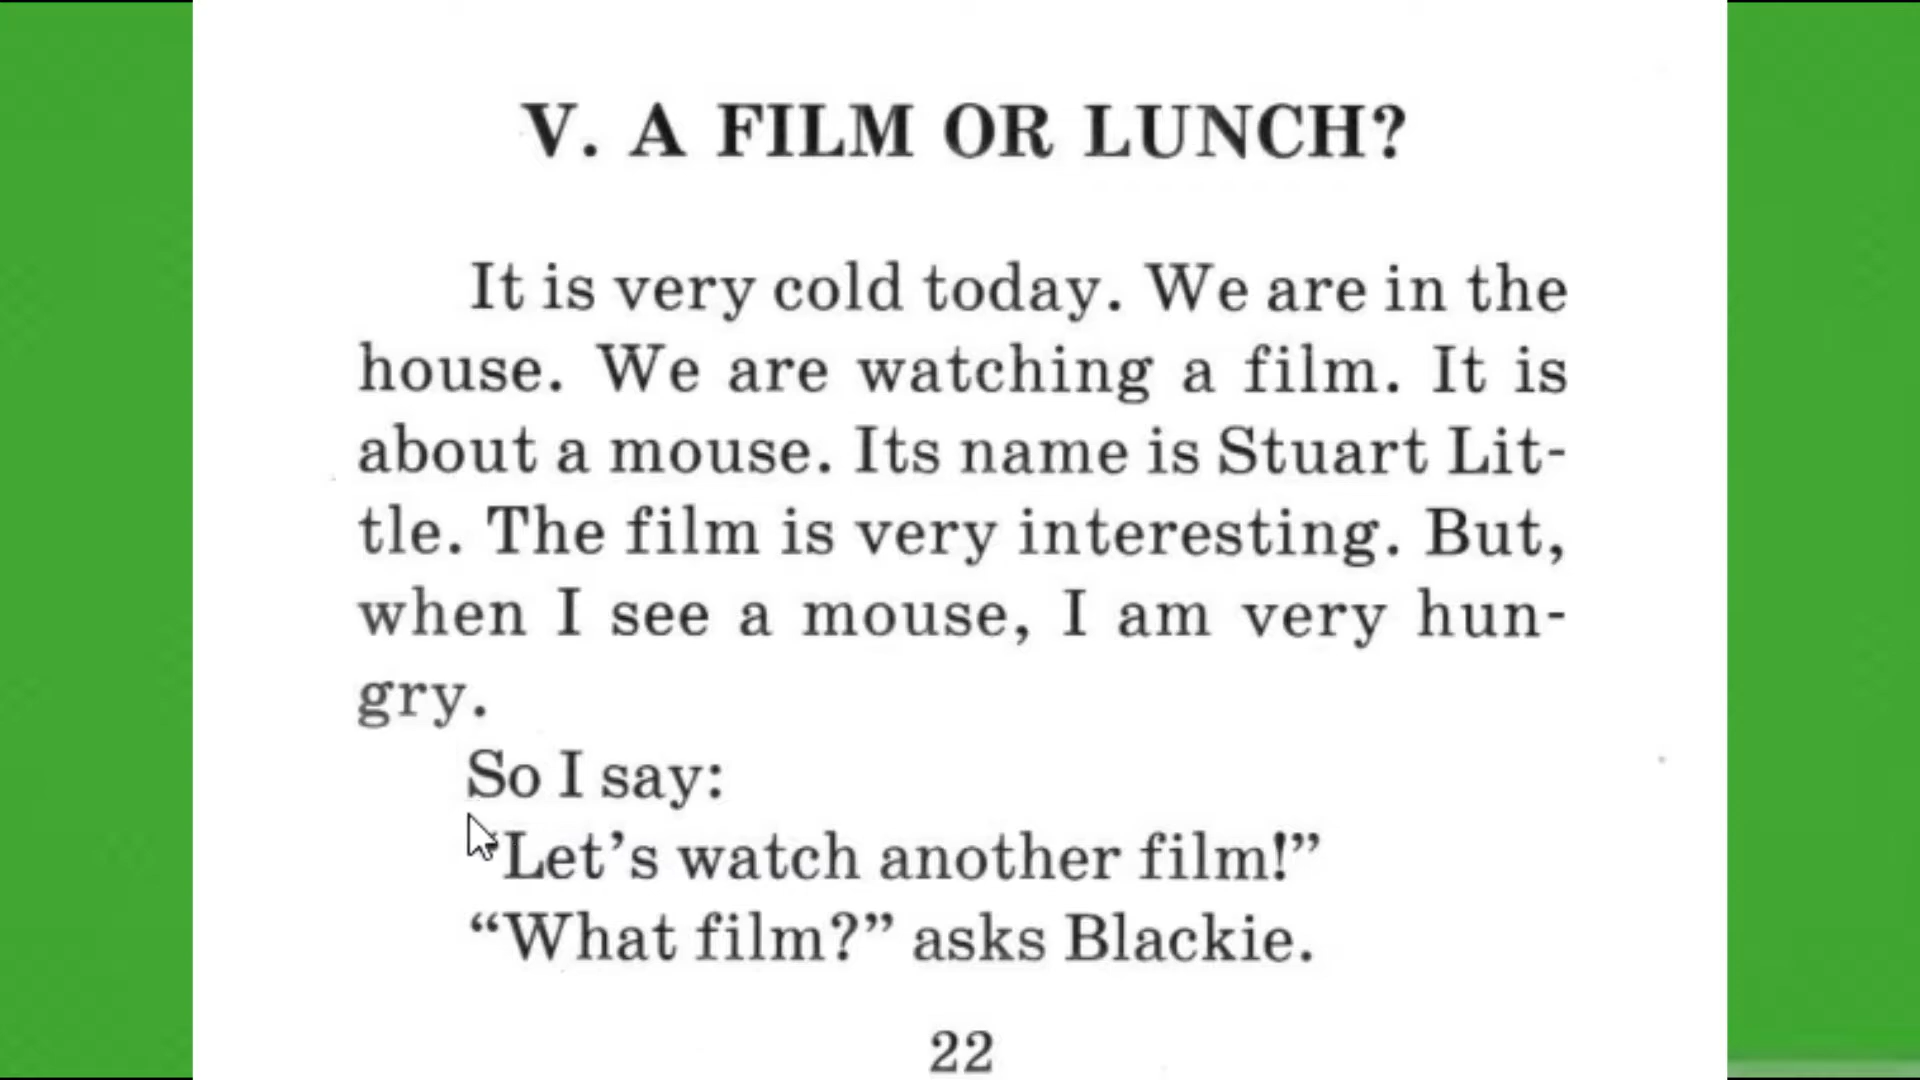 V. A FILM OR LUNCH?
It is very cold today. We are in the
house. We are watching a film. It is
about a mouse. Its name is Stuart Lit-
tle. The film is very interesting. But,
when I see a mouse, I am very hun-
gry.
So I say:
“Let’s watch another film!”
“What film?” asks Blackie.
22